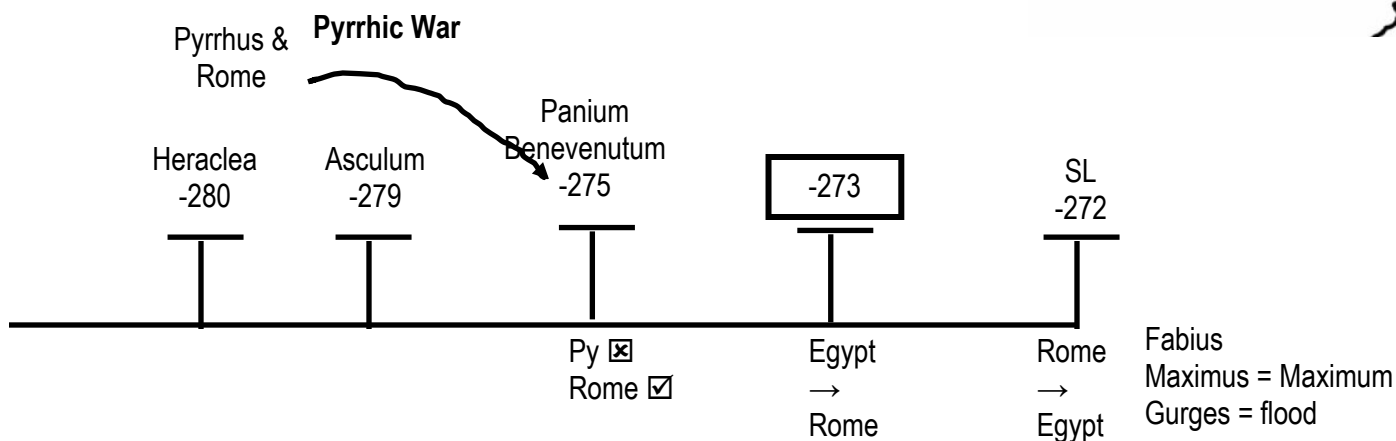 Pyrrhic War
Pyrrhus &
Rome
Heraclea
-280
Asculum
-279
Panium
Benevenutum
-275
-273
SL
-272
Py ☒
Rome ☑
Egypt
→
Rome
Rome
→
Egypt
Fabius
Maximus = Maximum
Gurges = flood